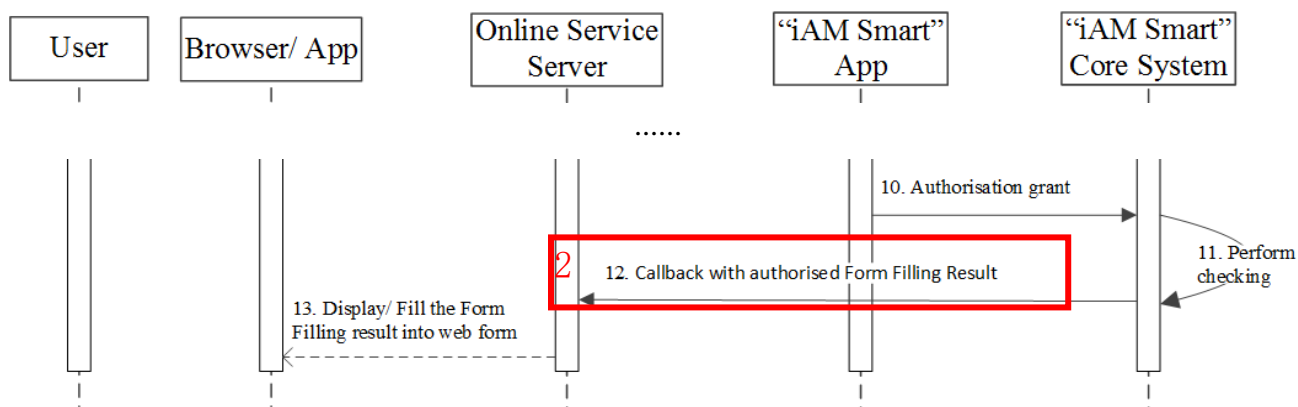 User
Browser/ App
Online Service
Server
“iAM Smart”
App
“iAM Smart”
Core System
......
10. Authorisation grant
11. Perform
checking
2
12. Callback with authorised Form Filling Result
13. Display/ Fill the Form
Filling result into web form